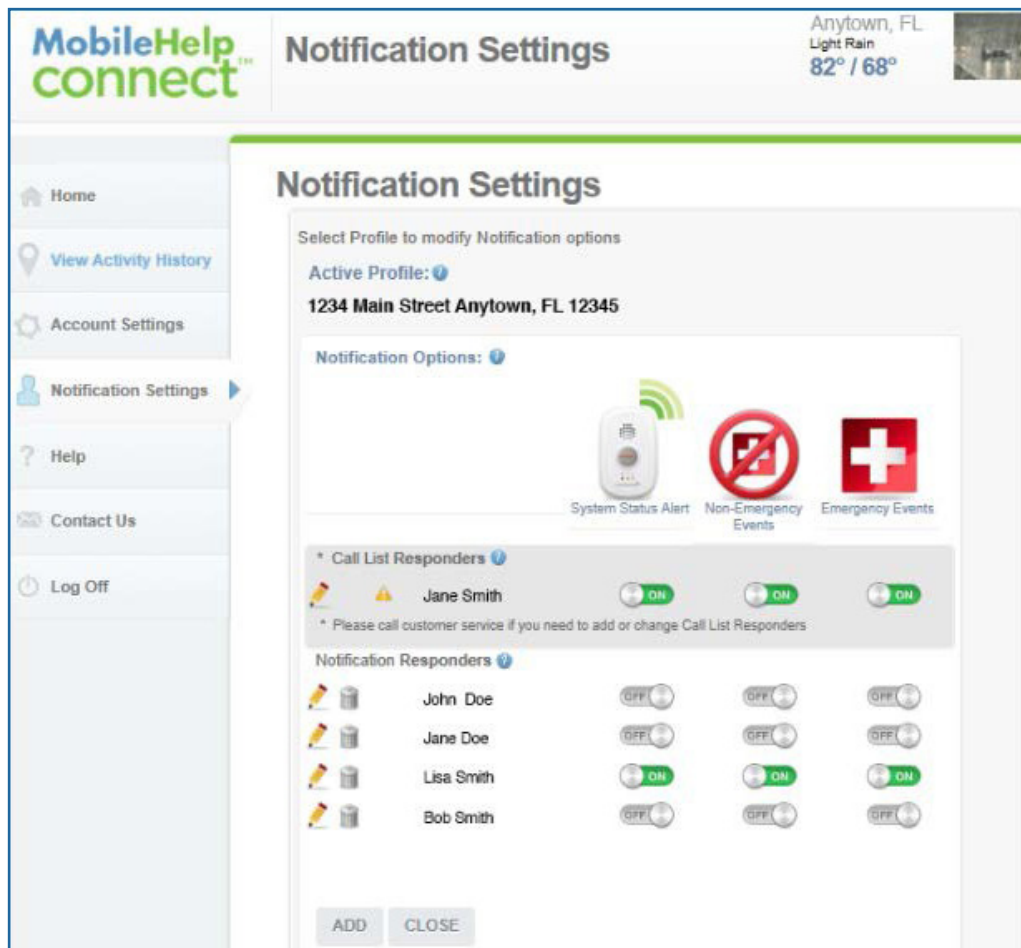 MobileHelp
connect™
Notification Settings
Anytown, FL
Light Rain
82° / 68°
Home
View Activity History
Account Settings
Notification Settings
Help
Contact Us
Log Off
Notification Settings
Select Profile to modify Notification options
Active Profile: ?
1234 Main Street Anytown, FL 12345
Notification Options: ?
System Status Alert
Non-Emergency
Events
Emergency Events
* Call List Responders ?
Jane Smith ON ON ON
* Please call customer service if you need to add or change Call List Responders
Notification Responders ?
John Doe OFF OFF OFF
Jane Doe OFF OFF OFF
Lisa Smith ON ON ON
Bob Smith OFF OFF OFF
ADD CLOSE